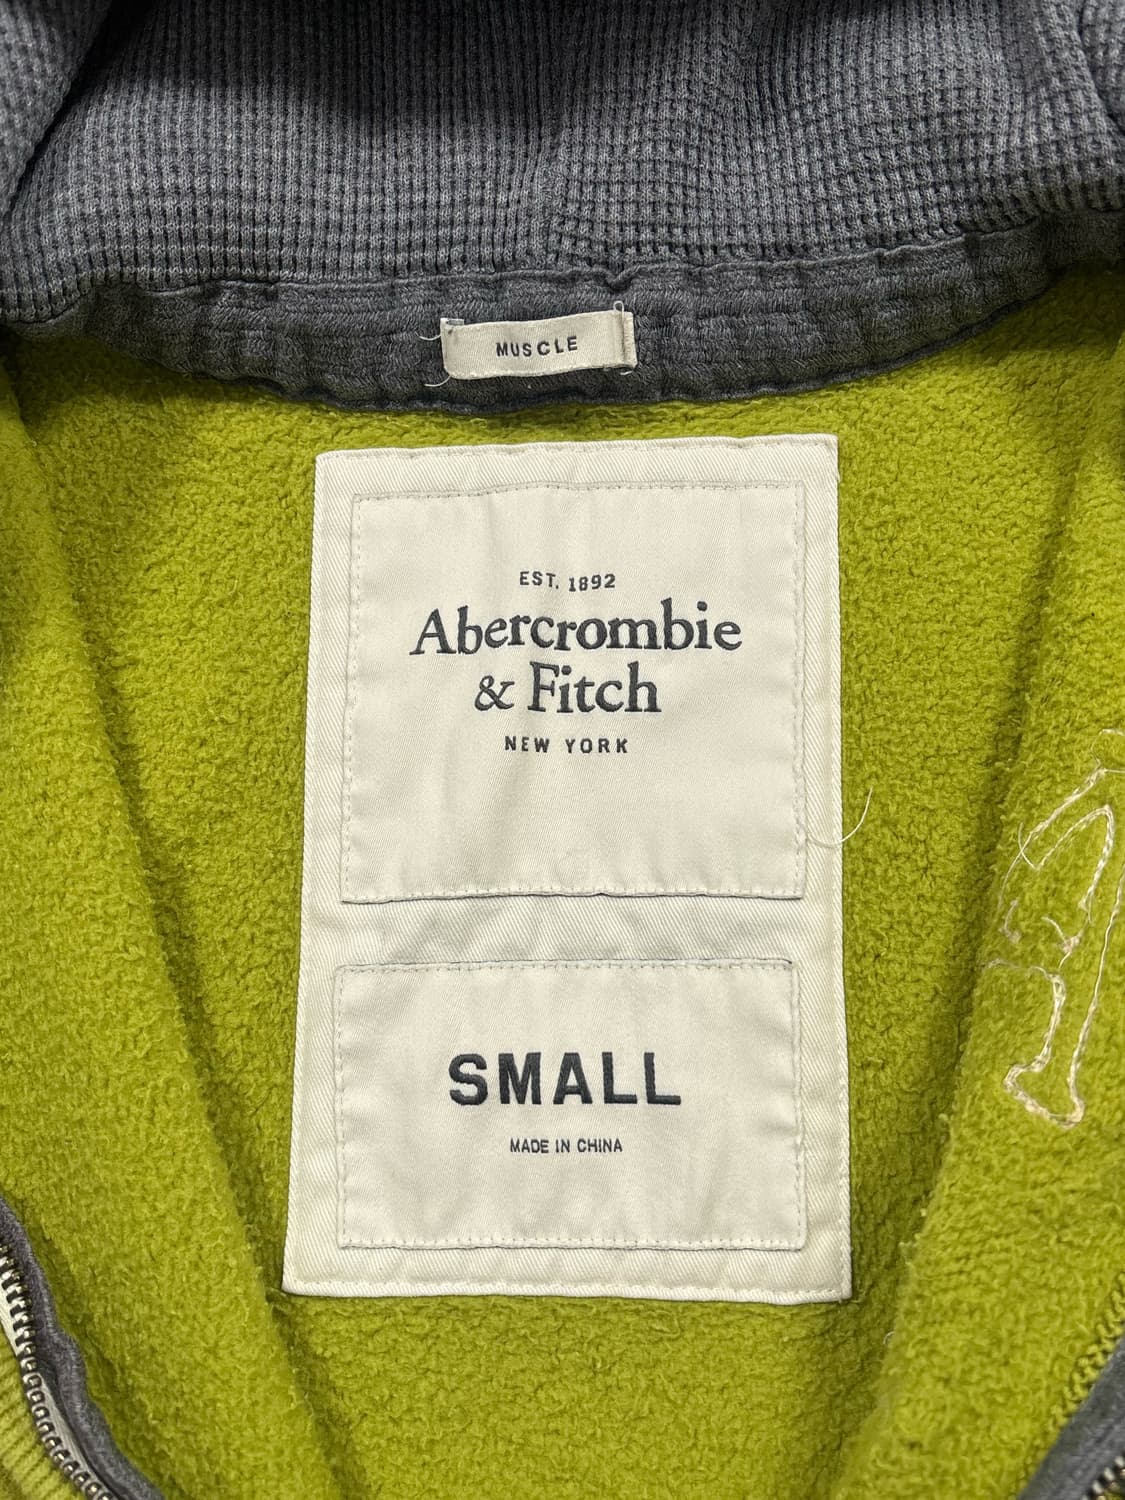 MUSCLE
EST. 1892
Abercrombie
& Fitch
NEW YORK
SMALL
MADE IN CHINA